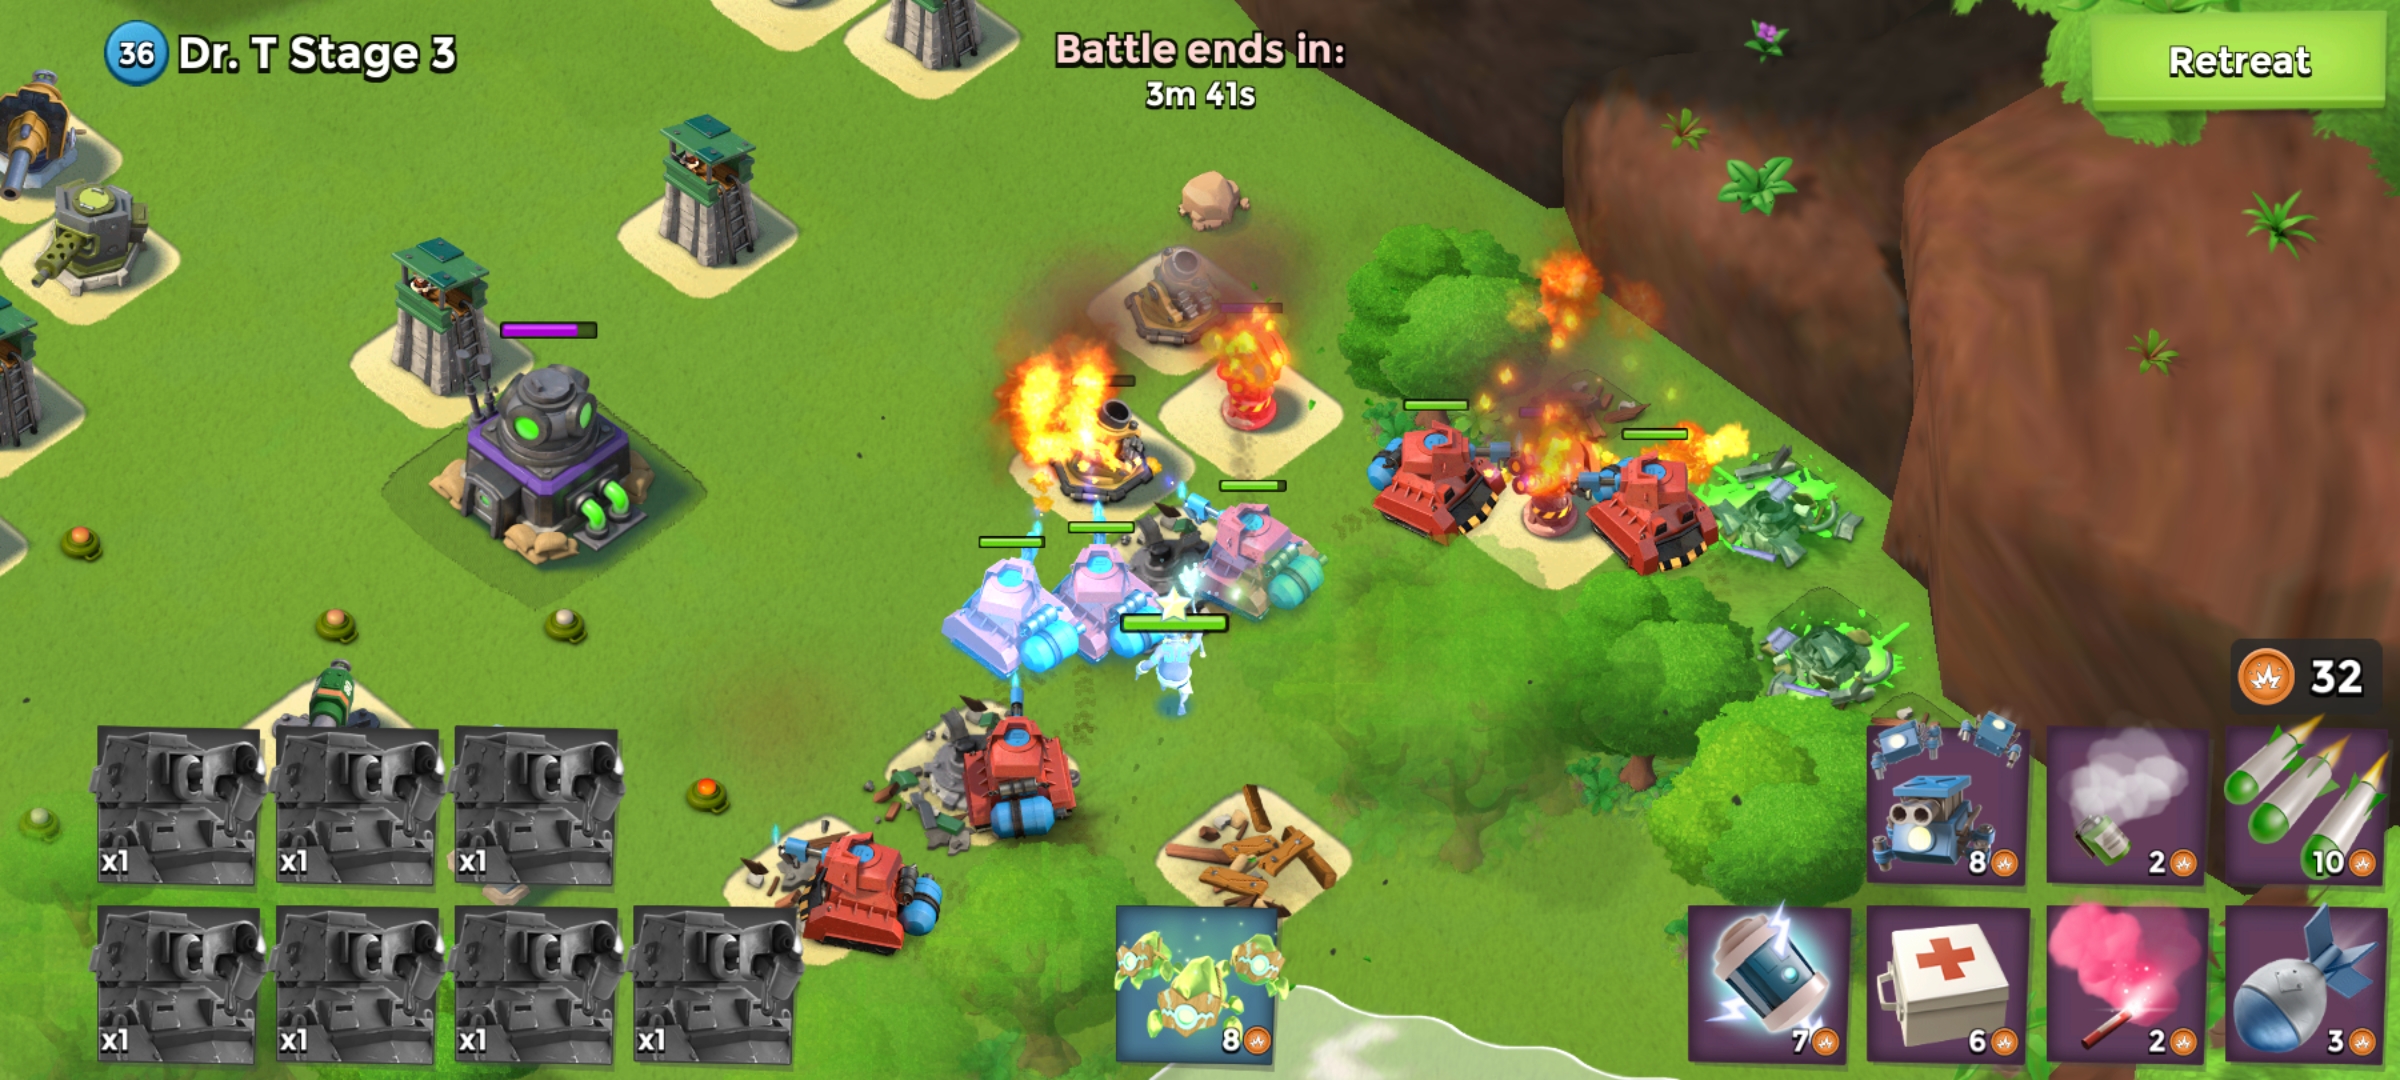 36 Dr. T Stage 3
Battle ends in:
3m 41s
Retreat
32
x1 x1 x1
8 2 10
x1 x1 x1 x1
8
7 6 2 3